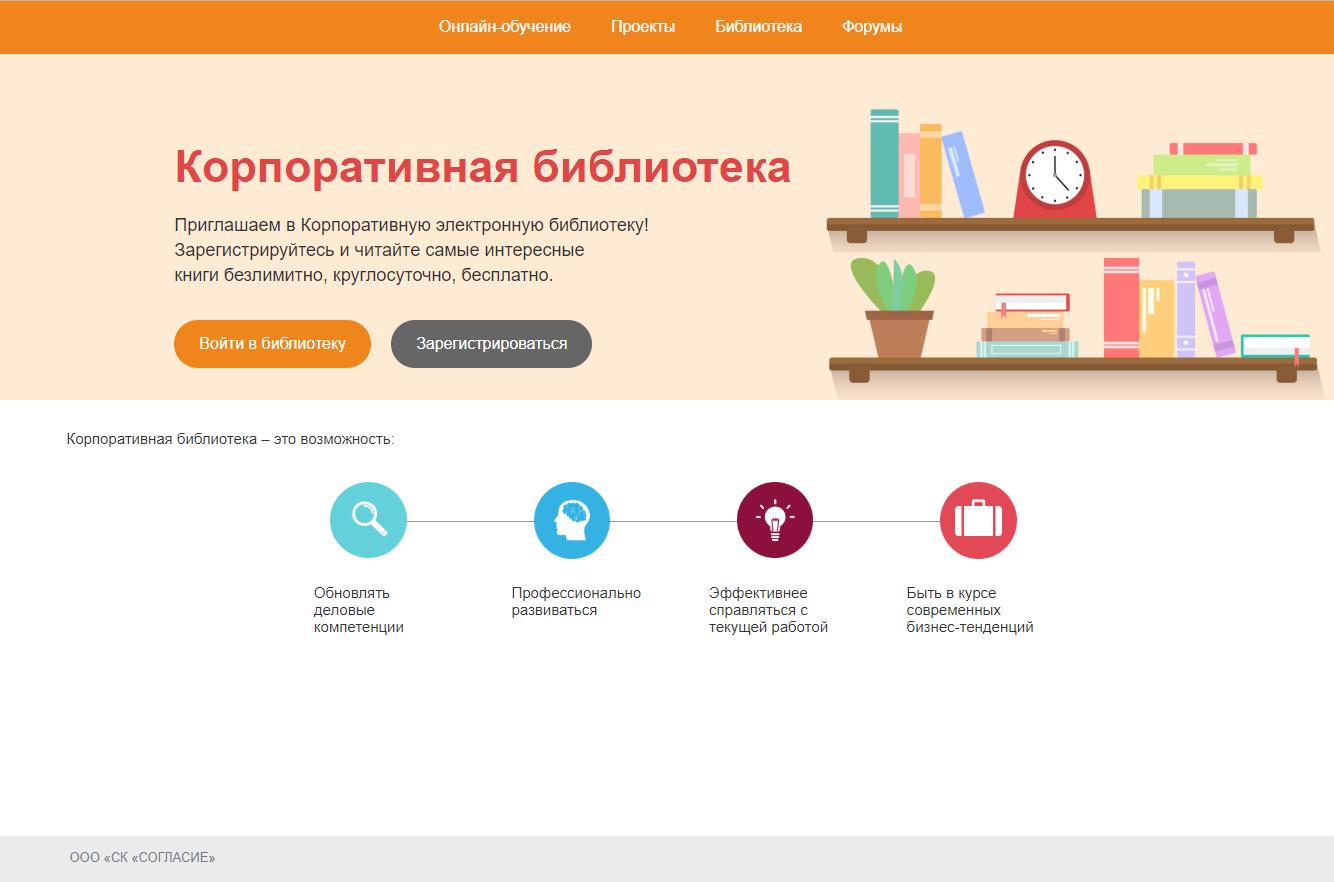 Онлайн-обучение Проекты Библиотека Форумы
Корпоративная библиотека
Приглашаем в Корпоративную электронную библиотеку!
Зарегистрируйтесь и читайте самые интересные
книги безлимитно, круглосуточно, бесплатно.
Войти в библиотеку Зарегистрироваться
Корпоративная библиотека – это возможность:
Обновлять
деловые
компетенции
Профессионально
развиваться
Эффективнее
справляться с
текущей работой
Быть в курсе
современных
бизнес-тенденций
ООО «СК «СОГЛАСИЕ»